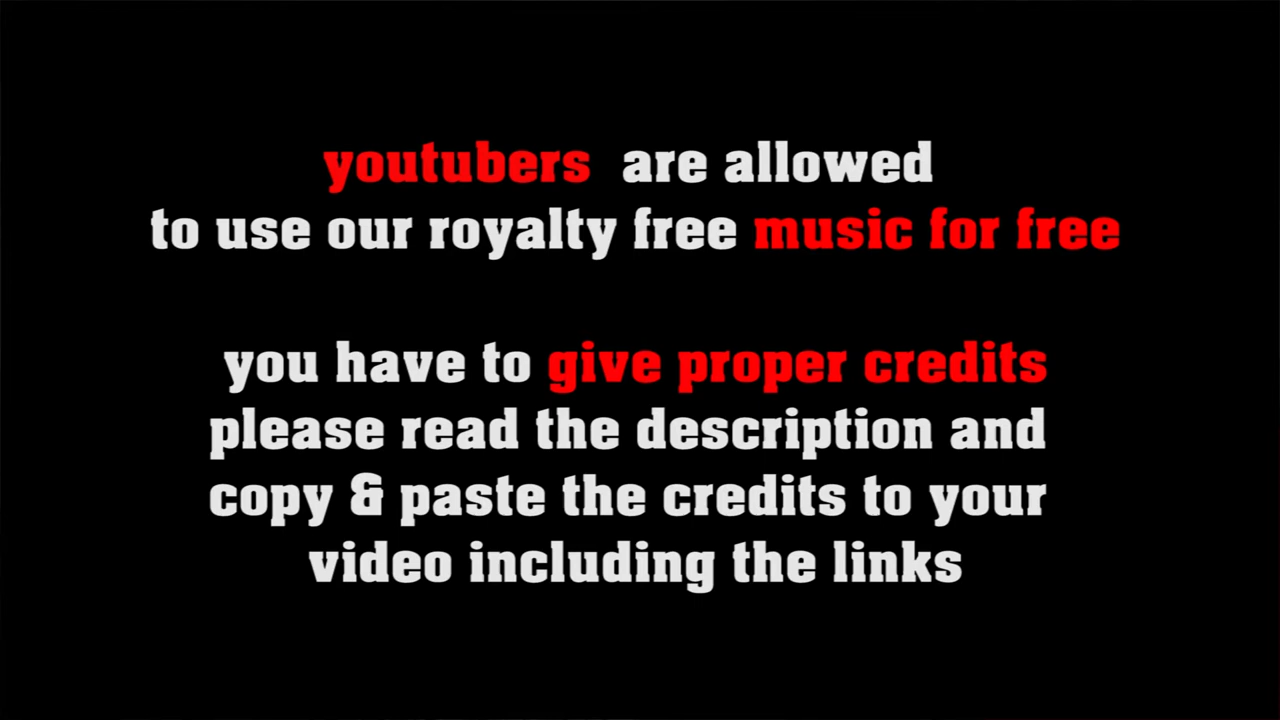 youtubers are allowed
to use our royalty free music for free
you have to give proper credits
please read the description and
copy & paste the credits to your
video including the links